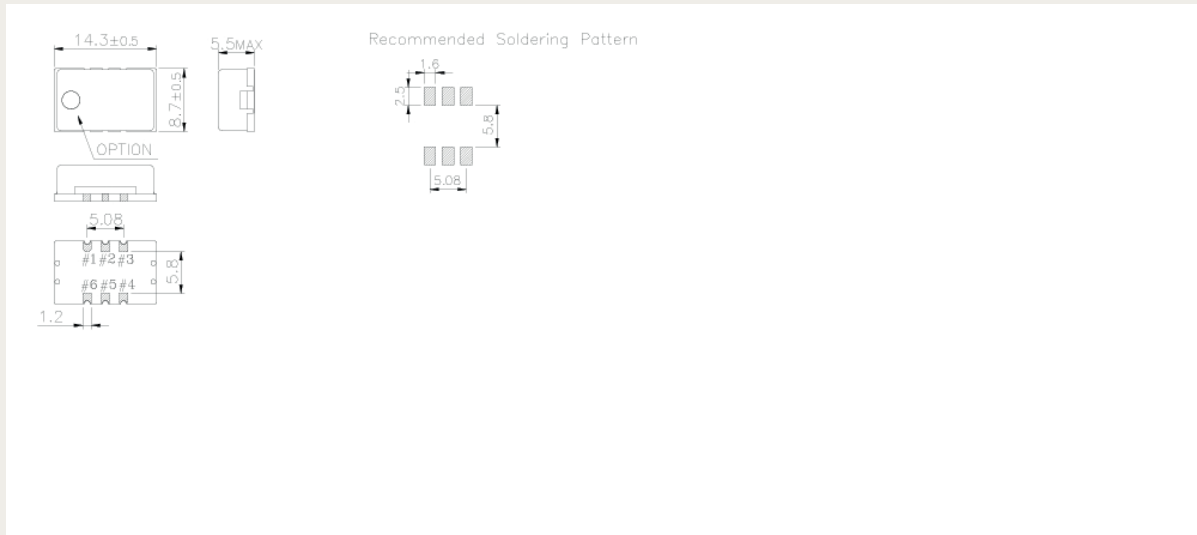 14.3±0.5
5.5MAX
8.7±0.5
OPTION
5.08
#1 #2 #3
5.8
#6 #5 #4
1.2
Recommended Soldering Pattern
1.6
2.5
5.8
5.08